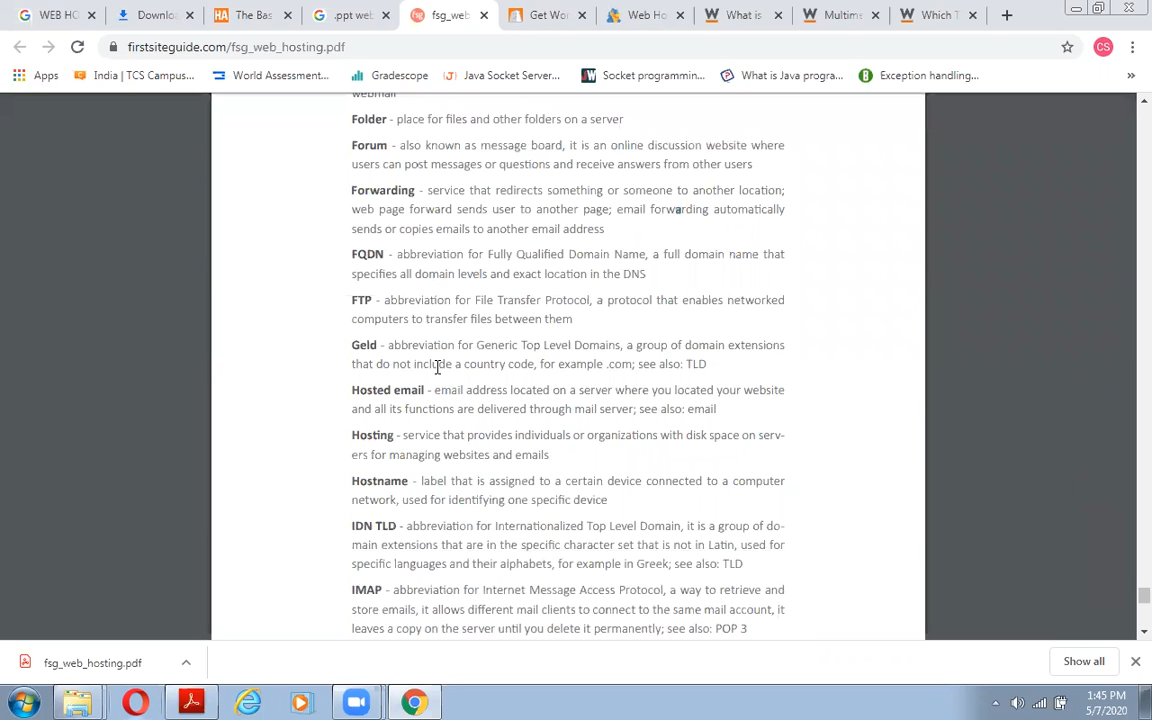 WEB HO
Downloa
The Bas
.ppt web
fsg_web
Get Wo
Web Ho
What is
Multim
Which T
firstsiteguide.com/fsg_web_hosting.pdf
CS
Apps
India | TCS Campus...
World Assessment...
Gradescope
Java Socket Server...
Socket programmin...
What is Java progra...
Exception handling...
»
webmail
Folder - place for files and other folders on a server
Forum - also known as message board, it is an online discussion website where
users can post messages or questions and receive answers from other users
Forwarding - service that redirects something or someone to another location;
web page forward sends user to another page; email forwarding automatically
sends or copies emails to another email address
FQDN - abbreviation for Fully Qualified Domain Name, a full domain name that
specifies all domain levels and exact location in the DNS
FTP - abbreviation for File Transfer Protocol, a protocol that enables networked
computers to transfer files between them
Geld - abbreviation for Generic Top Level Domains, a group of domain extensions
that do not include a country code, for example .com; see also: TLD
Hosted email - email address located on a server where you located your website
and all its functions are delivered through mail server; see also: email
Hosting - service that provides individuals or organizations with disk space on serv-
ers for managing websites and emails
Hostname - label that is assigned to a certain device connected to a computer
network, used for identifying one specific device
IDN TLD - abbreviation for Internationalized Top Level Domain, it is a group of do-
main extensions that are in the specific character set that is not in Latin, used for
specific languages and their alphabets, for example in Greek; see also: TLD
IMAP - abbreviation for Internet Message Access Protocol, a way to retrieve and
store emails, it allows different mail clients to connect to the same mail account, it
leaves a copy on the server until you delete it permanently; see also: POP 3
fsg_web_hosting.pdf
Show all
1:45 PM
5/7/2020